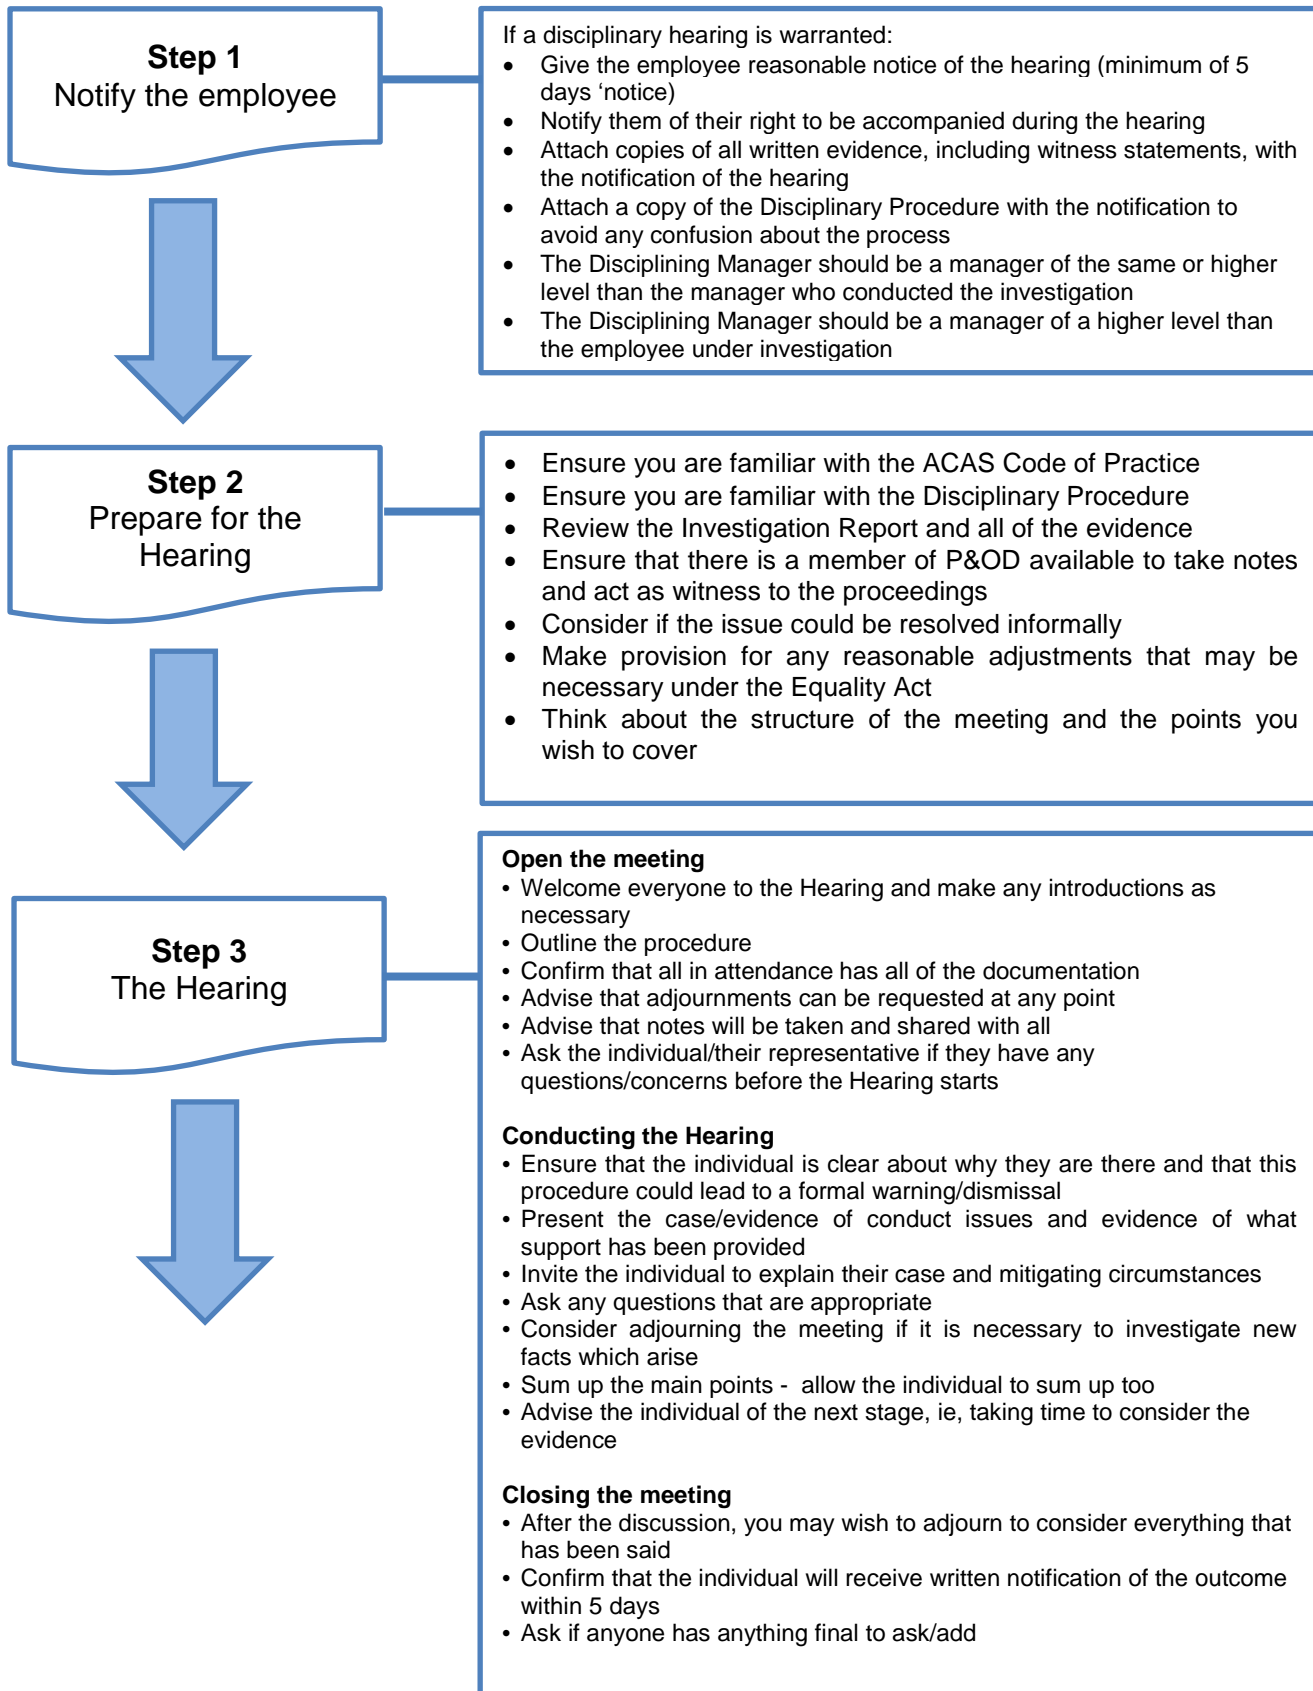 Step 1
Notify the employee
If a disciplinary hearing is warranted:
• Give the employee reasonable notice of the hearing (minimum of 5
days ‘notice)
• Notify them of their right to be accompanied during the hearing
• Attach copies of all written evidence, including witness statements, with
the notification of the hearing
• Attach a copy of the Disciplinary Procedure with the notification to
avoid any confusion about the process
• The Disciplining Manager should be a manager of the same or higher
level than the manager who conducted the investigation
• The Disciplining Manager should be a manager of a higher level than
the employee under investigation
Step 2
Prepare for the
Hearing
• Ensure you are familiar with the ACAS Code of Practice
• Ensure you are familiar with the Disciplinary Procedure
• Review the Investigation Report and all of the evidence
• Ensure that there is a member of P&OD available to take notes
and act as witness to the proceedings
• Consider if the issue could be resolved informally
• Make provision for any reasonable adjustments that may be
necessary under the Equality Act
• Think about the structure of the meeting and the points you
wish to cover
Step 3
The Hearing
Open the meeting
• Welcome everyone to the Hearing and make any introductions as
necessary
• Outline the procedure
• Confirm that all in attendance has all of the documentation
• Advise that adjournments can be requested at any point
• Advise that notes will be taken and shared with all
• Ask the individual/their representative if they have any
questions/concerns before the Hearing starts
Conducting the Hearing
• Ensure that the individual is clear about why they are there and that this
procedure could lead to a formal warning/dismissal
• Present the case/evidence of conduct issues and evidence of what
support has been provided
• Invite the individual to explain their case and mitigating circumstances
• Ask any questions that are appropriate
• Consider adjourning the meeting if it is necessary to investigate new
facts which arise
• Sum up the main points - allow the individual to sum up too
• Advise the individual of the next stage, ie, taking time to consider the
evidence
Closing the meeting
• After the discussion, you may wish to adjourn to consider everything that
has been said
• Confirm that the individual will receive written notification of the outcome
within 5 days
• Ask if anyone has anything final to ask/add